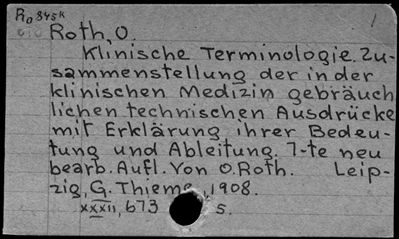 Ro 845K
1
Roth, O.
Klinische Terminologie. Zu-
sammenstellung der in der
klinischen Medizin gebräuch
lichen technischen Ausdrücke
mit Erklärung ihrer Bedeu-
tung und Ableitung. 7-te neu
bearb. Aufl. Von O. Roth. Leip-
zig, G. Thieme, 1908.
xxxii, 673 s.